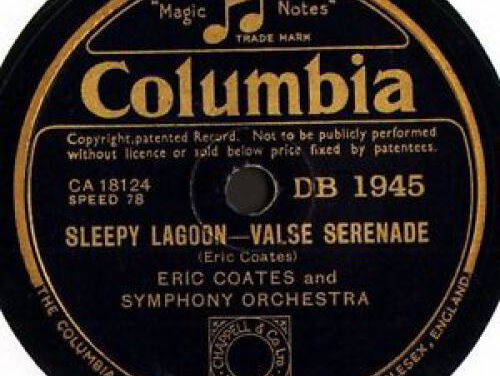 "Magic Notes"
TRADE MARK
Columbia
Copyright, patented Record. Not to be publicly performed
without licence or sold below price fixed by patentees.
CA 18124 DB 1945
SPEED 78
SLEEPY LAGOON—VALSE SERENADE
(Eric Coates)
ERIC COATES and
SYMPHONY ORCHESTRA
CHAPPELL & Co. Ltd.
THE COLUMBIA
LESEX, ENGLAND